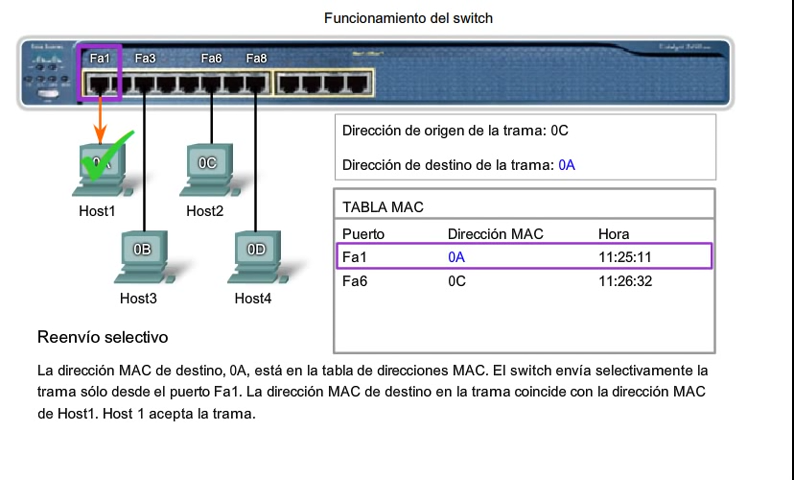 Funcionamiento del switch
Fa1 Fa3 Fa6 Fa8
Dirección de origen de la trama: 0C
Dirección de destino de la trama: 0A
0C
Host1 Host2
0B 0D
Host3 Host4
TABLA MAC
Puerto Dirección MAC Hora
Fa1 0A 11:25:11
Fa6 0C 11:26:32
Reenvío selectivo
La dirección MAC de destino, 0A, está en la tabla de direcciones MAC. El switch envía selectivamente la
trama sólo desde el puerto Fa1. La dirección MAC de destino en la trama coincide con la dirección MAC
de Host1. Host 1 acepta la trama.